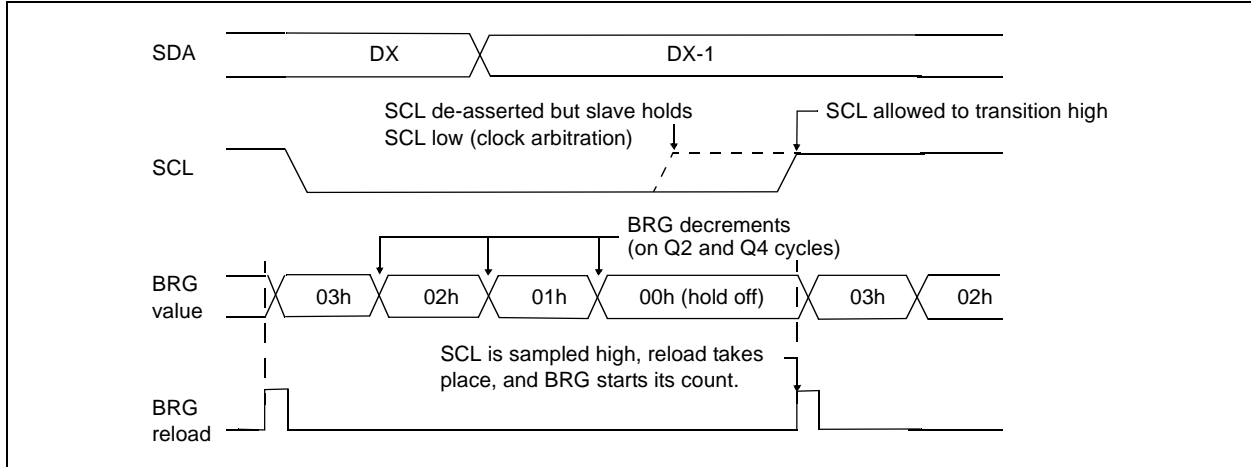 SDA
DX
DX-1
SCL de-asserted but slave holds
SCL low (clock arbitration)
SCL allowed to transition high
SCL
BRG decrements
(on Q2 and Q4 cycles)
BRG
value
03h
02h
01h
00h (hold off)
03h
02h
SCL is sampled high, reload takes
place, and BRG starts its count.
BRG
reload